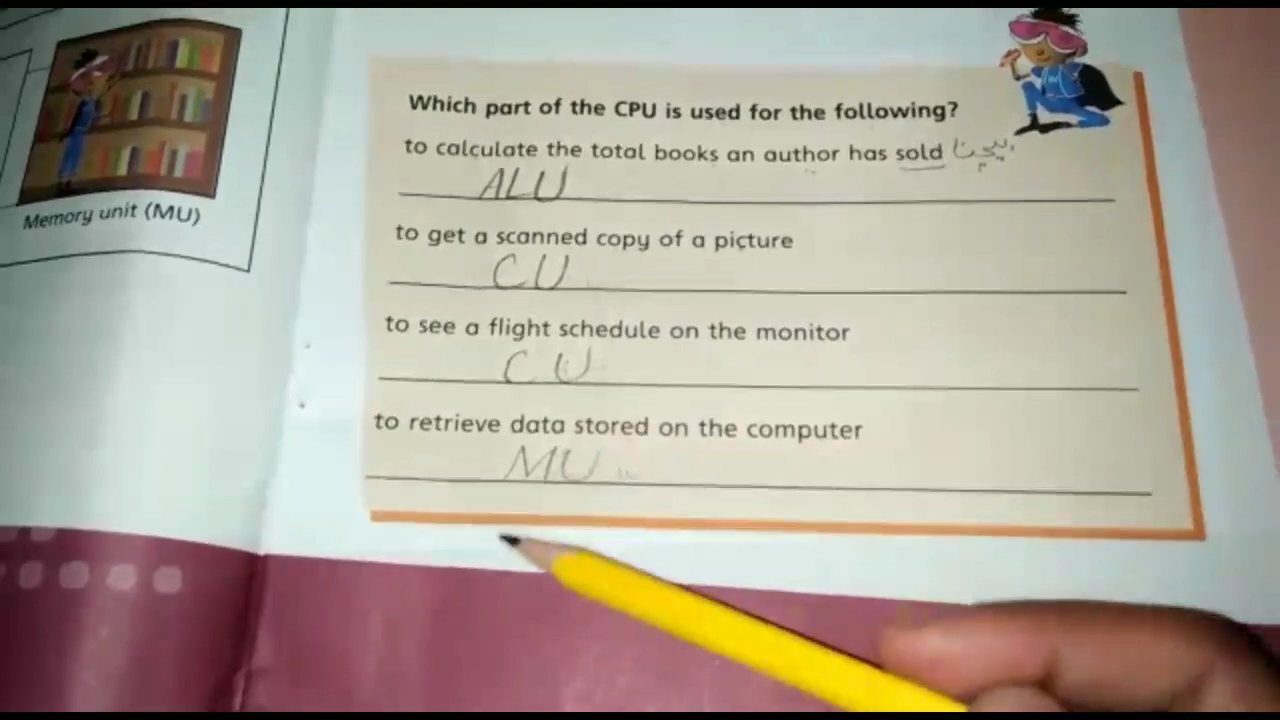 Memory unit (MU)
Which part of the CPU is used for the following?
to calculate the total books an author has sold بیچنا
ALU
to get a scanned copy of a picture
CU
to see a flight schedule on the monitor
CU
to retrieve data stored on the computer
MU